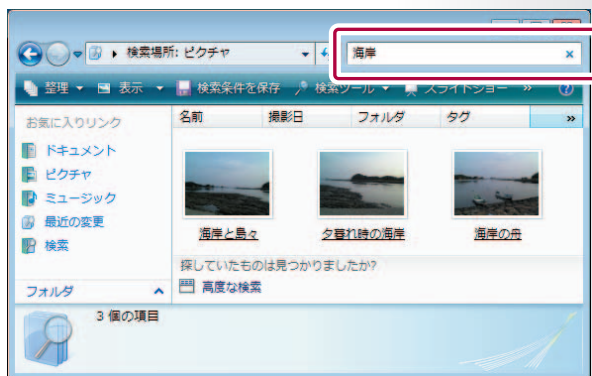 検索場所: ピクチャ
海岸
整理 表示 検索条件を保存 検索ツール スライドショー »
お気に入りリンク
ドキュメント
ピクチャ
ミュージック
最近の変更
検索
フォルダ
名前 撮影日 フォルダ タグ »
海岸と島々 夕暮れ時の海岸 海岸の舟
探していたものは見つかりましたか?
高度な検索
3 個の項目